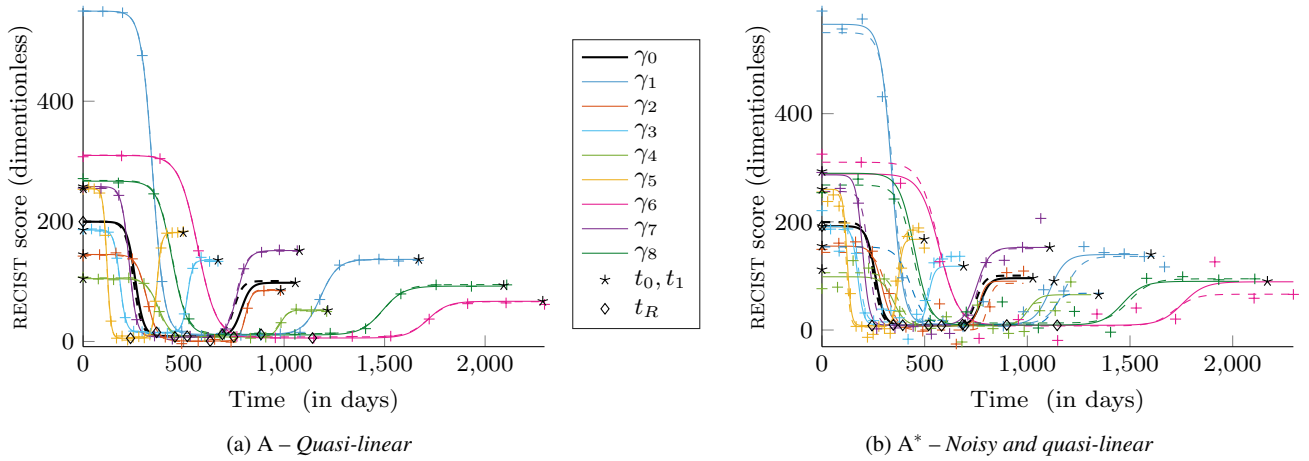 RECIST score (dimentionless)
400
200
0
0
500
1,000
1,500
2,000
Time (in days)
(a) A – Quasi-linear
γ0
γ1
γ2
γ3
γ4
γ5
γ6
γ7
γ8
t0, t1
tR
RECIST score (dimentionless)
400
200
0
0
500
1,000
1,500
2,000
Time (in days)
(b) A* – Noisy and quasi-linear